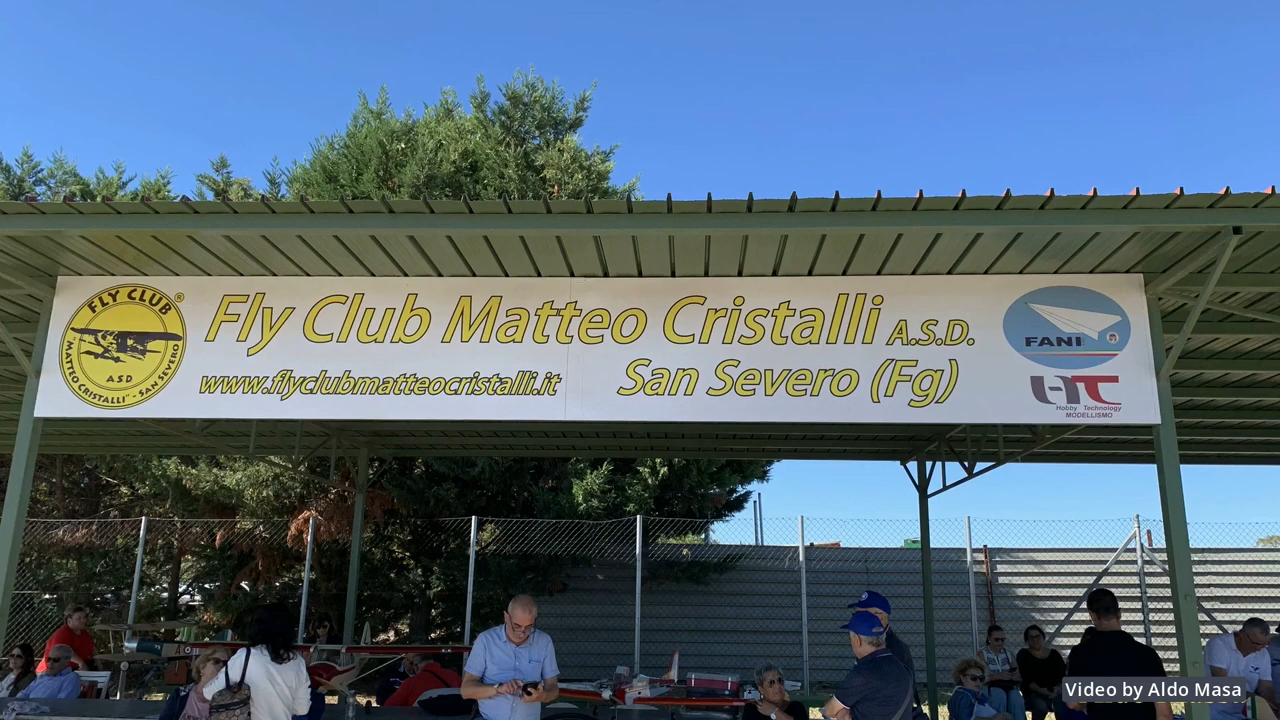 FLY CLUB ®
"MATTEO CRISTALLI" - SAN SEVERO
A S D
Fly Club Matteo Cristalli A.S.D.
www.flyclubmatteocristalli.it
San Severo (Fg)
FANI
HTC
Hobby Technology
MODELLISMO
Video by Aldo Masa